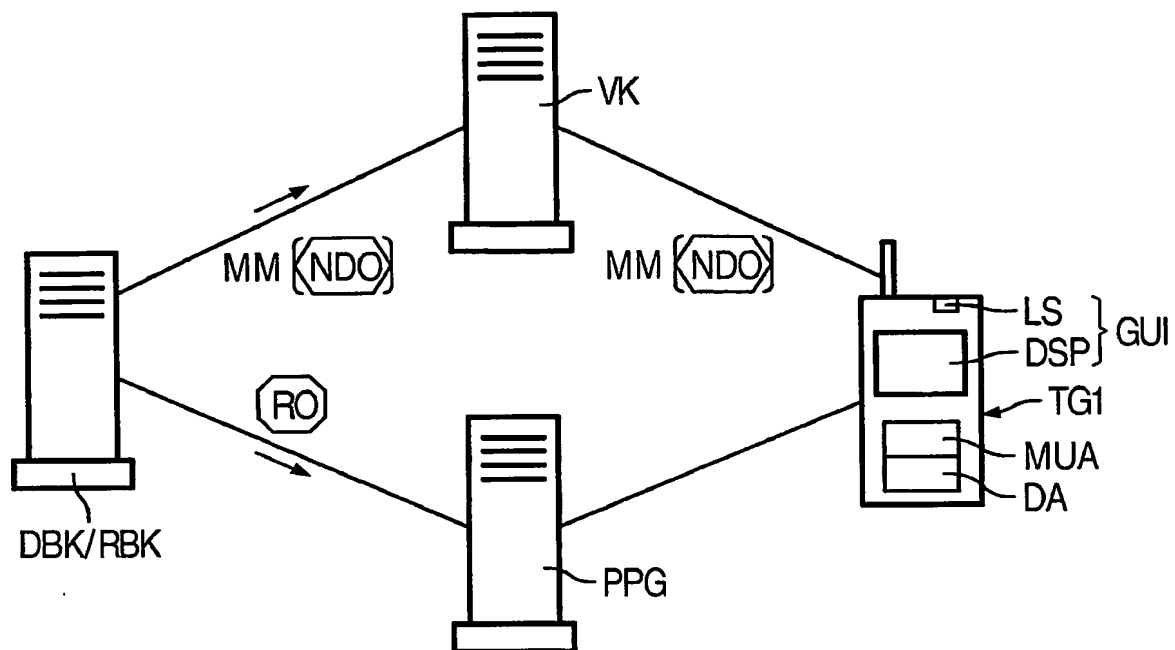 VK
MM NDO
MM NDO
LS
GUI
DSP
RO
TG1
MUA
DA
DBK/RBK
PPG